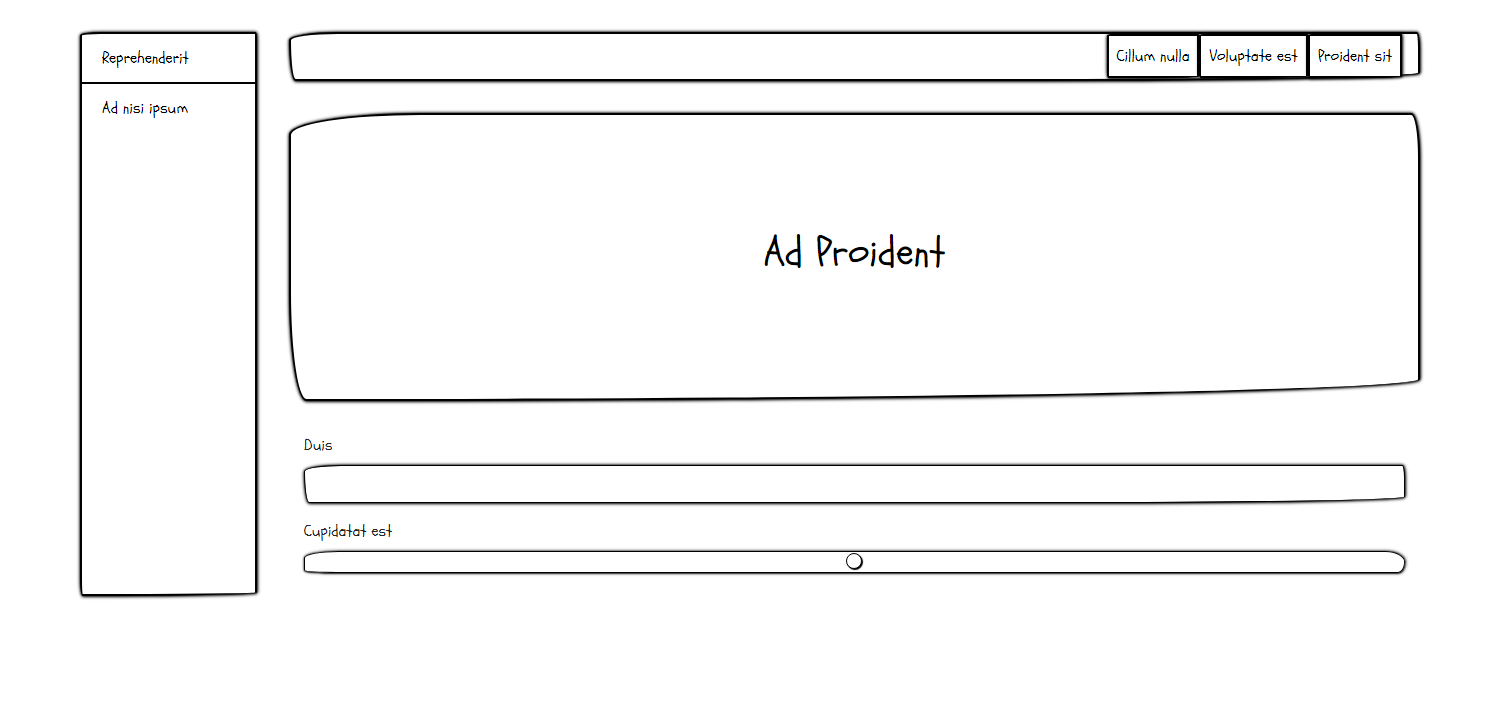 Reprehenderit
Ad nisi ipsum
Cillum nulla
Voluptate est
Proident sit
Ad Proident
Duis
Cupidatat est